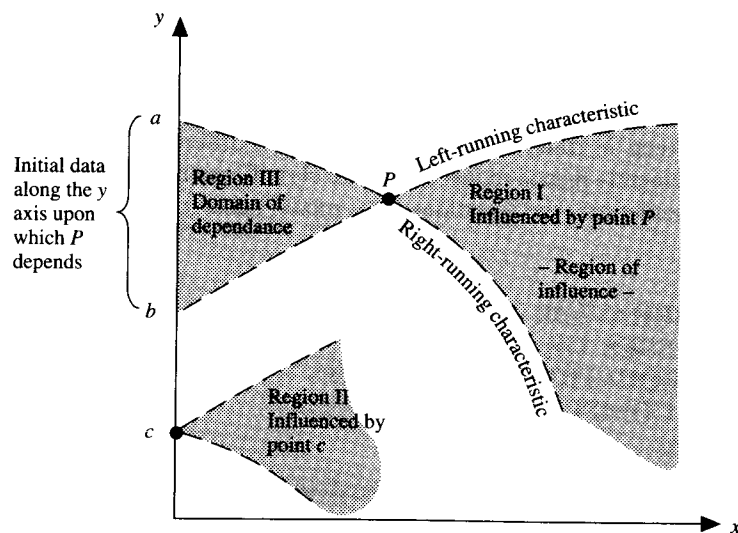 y
a
Initial data
along the y
axis upon
which P
depends
b
Region III
Domain of
dependance
P
Left-running characteristic
Region I
Influenced by point P
– Region of
influence –
Right-running characteristic
c
Region II
Influenced by
point c
x